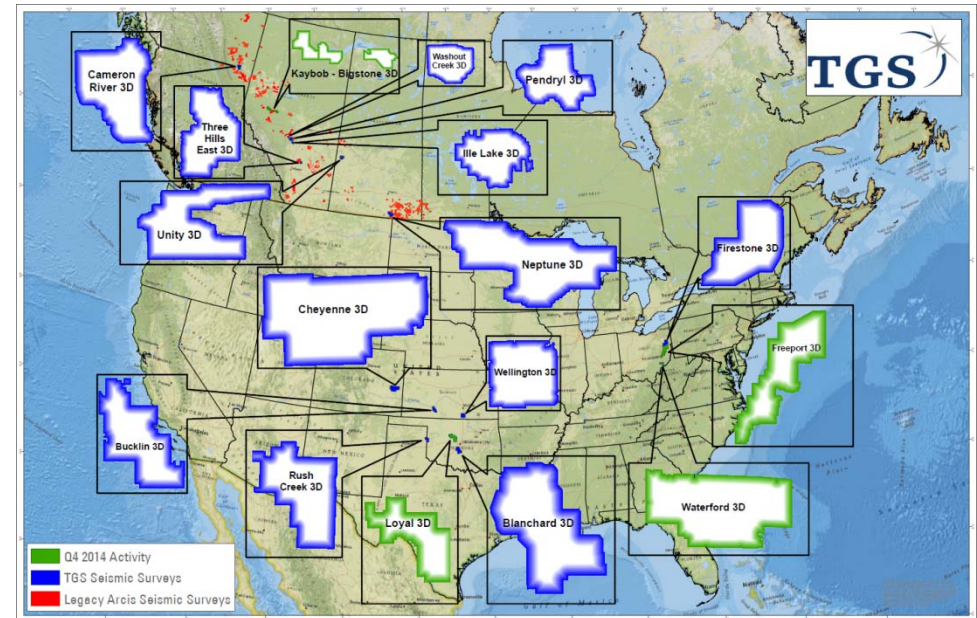 TGS
Cameron
River 3D
Three
Hills
East 3D
Kaybob - Bigstone 3D
Washout
Creek 3D
Pendryl 3D
Ille Lake 3D
Unity 3D
Neptune 3D
Firestone 3D
Cheyenne 3D
Wellington 3D
Freeport 3D
Bucklin 3D
Rush
Creek 3D
Loyal 3D
Blanchard 3D
Waterford 3D
Q4 2014 Activity
TGS Seismic Surveys
Legacy Arcis Seismic Surveys